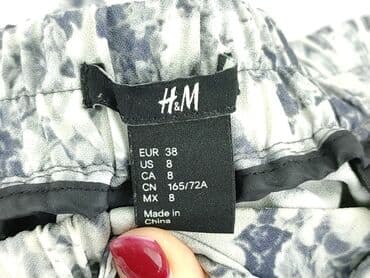 H&M
EUR 38
US 8
CA 8
CN 165/72A
MX 8
Made in
China